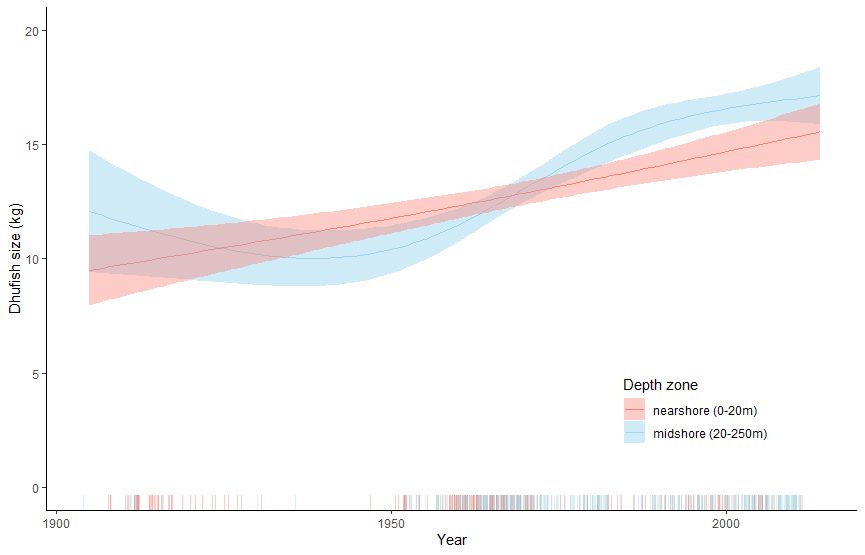 20
15
Dhufish size (kg)
10
5
Depth zone
nearshore (0-20m)
midshore (20-250m)
0
1900 1950 2000
Year